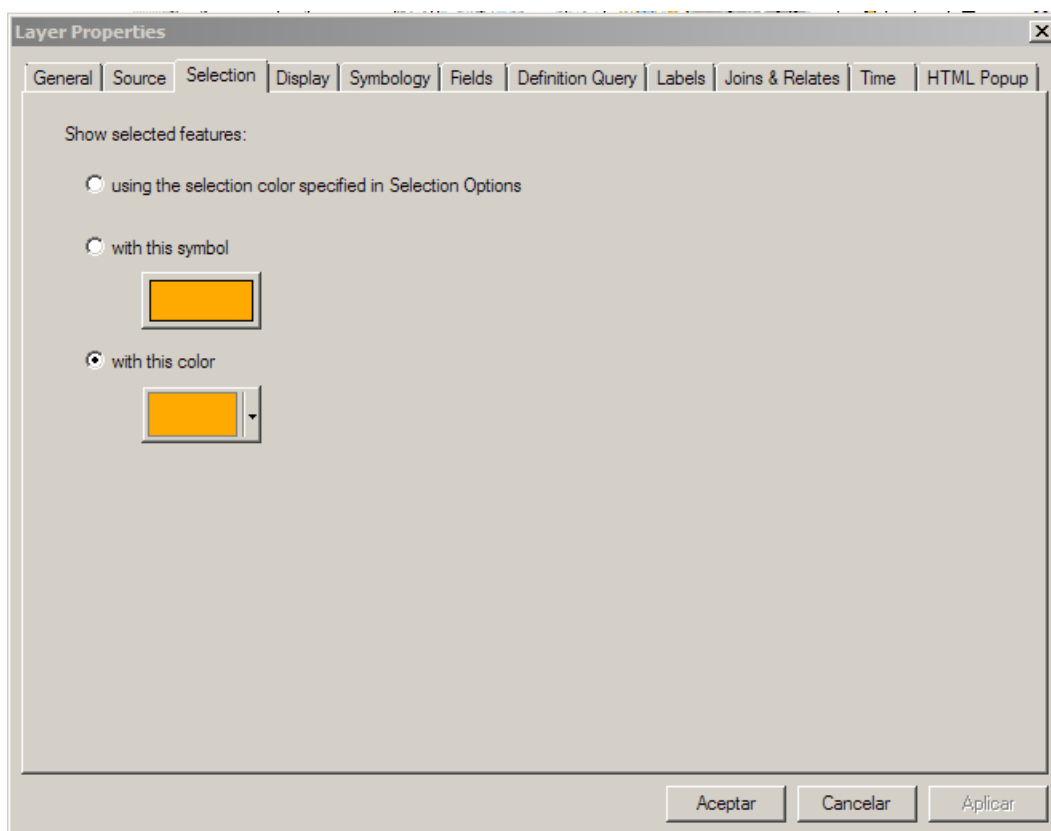 Layer Properties
General Source Selection Display Symbology Fields Definition Query Labels Joins & Relates Time HTML Popup
Show selected features:
using the selection color specified in Selection Options
with this symbol
with this color
Aceptar Cancelar Aplicar